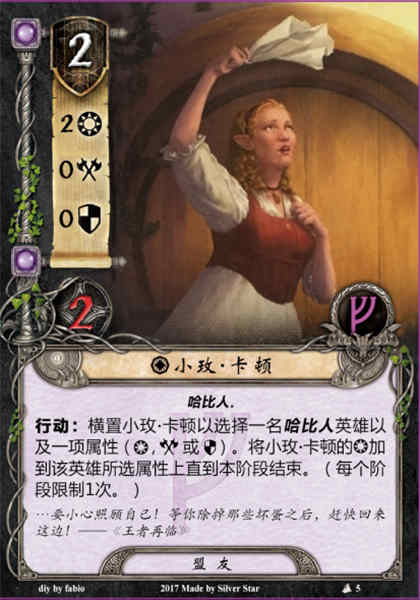 2
2
0
0
2
小玫·卡顿
哈比人.
行动：横置小玫·卡顿以选择一名哈比人英雄以
及一项属性（ , 或 ）。将小玫·卡顿的 加
到该英雄所选属性上直到本阶段结束。（每个阶
段限制1次。）
…要小心照顾自己！等你除掉那些坏蛋之后，赶快回来
这边！——《王者再临》
盟友
diy by fabio 2017 Made by Silver Star 5